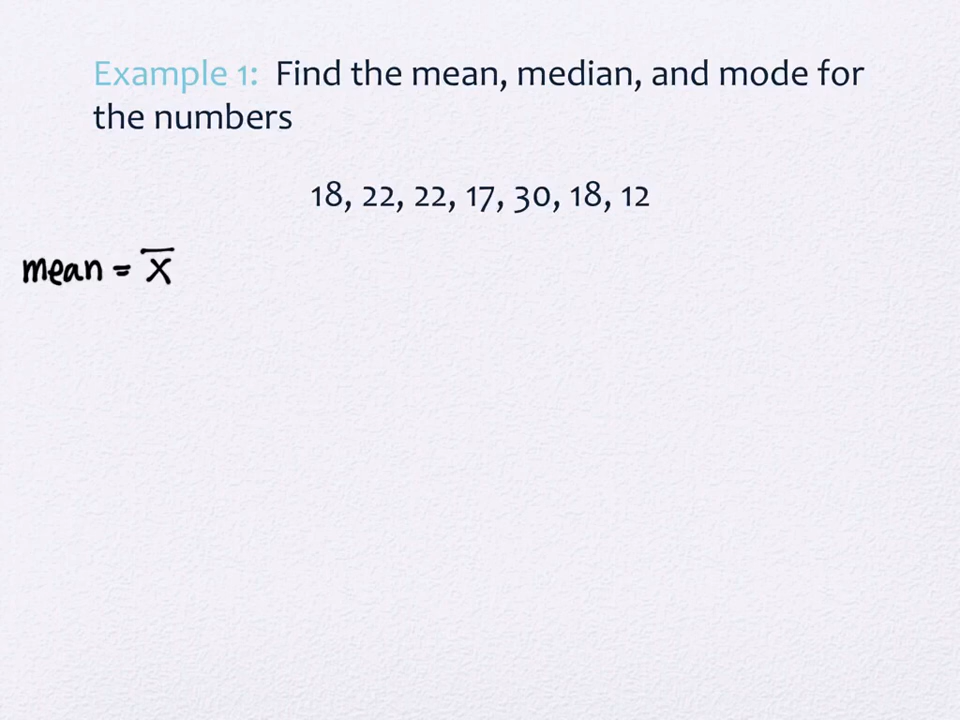 Example 1: Find the mean, median, and mode for
the numbers
18, 22, 22, 17, 30, 18, 12
mean = x̅